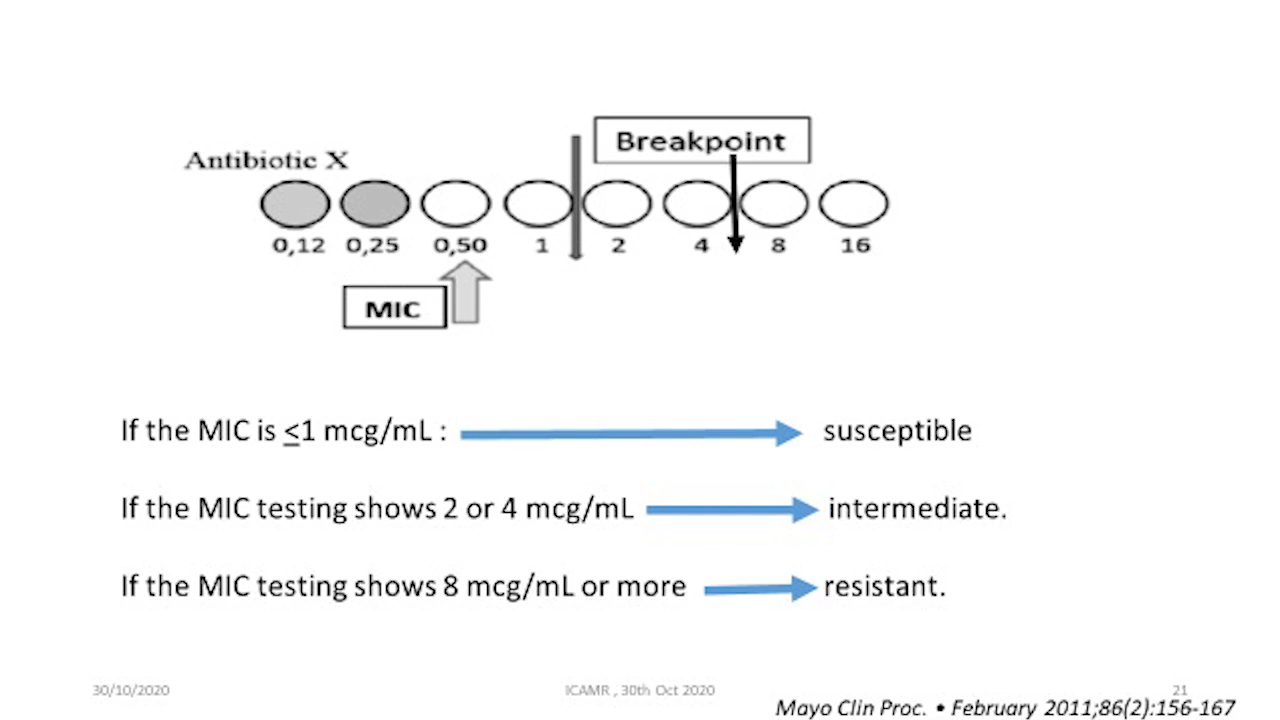 Breakpoint
Antibiotic X
0,12 0,25 0,50 1 2 4 8 16
MIC
If the MIC is <1 mcg/mL : susceptible
If the MIC testing shows 2 or 4 mcg/mL intermediate.
If the MIC testing shows 8 mcg/mL or more resistant.
30/10/2020 ICAMR , 30th Oct 2020 21
Mayo Clin Proc. • February 2011;86(2):156-167